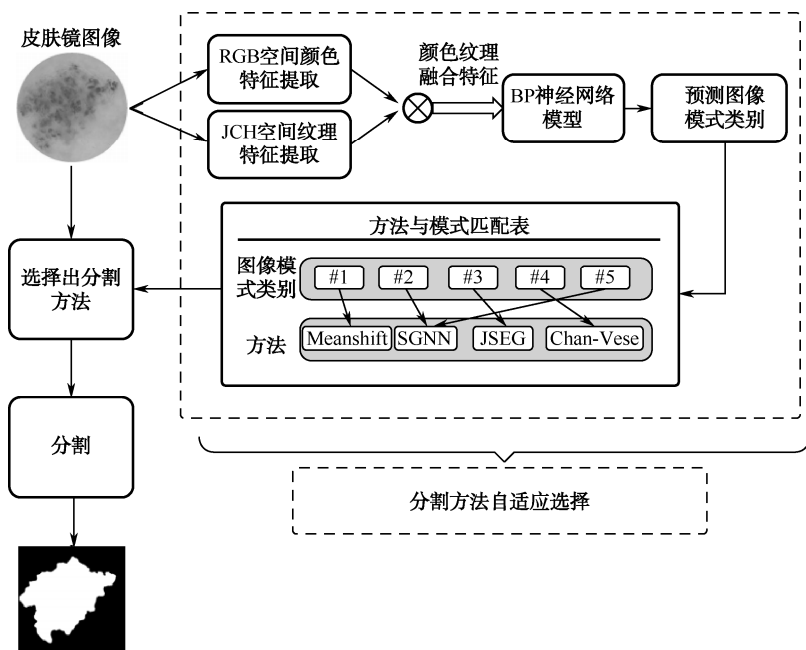 皮肤镜图像
RGB空间颜色
特征提取
JCH空间纹理
特征提取
颜色纹理
融合特征
BP神经网络
模型
预测图像
模式类别
方法与模式匹配表
图像模
式类别
#1 #2 #3 #4 #5
方法
Meanshift SGNN JSEG Chan-Vese
选择出分割
方法
分割
分割方法自适应选择